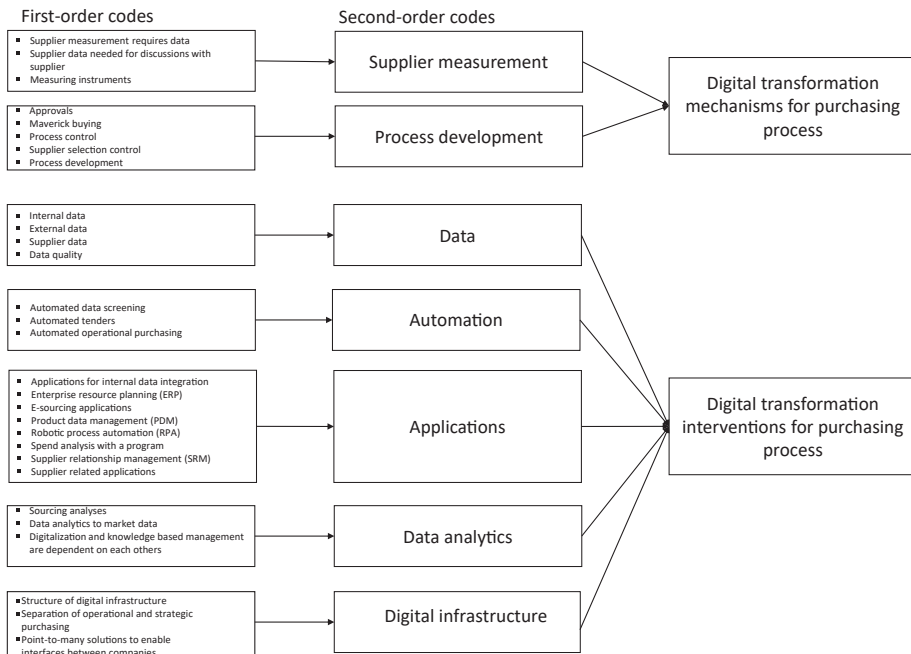 First-order codes
Second-order codes
▪ Supplier measurement requires data
▪ Supplier data needed for discussions with
supplier
▪ Measuring instruments
Supplier measurement
Digital transformation
mechanisms for purchasing
process
▪ Approvals
▪ Maverick buying
▪ Process control
▪ Supplier selection control
▪ Process development
Process development
▪ Internal data
▪ External data
▪ Supplier data
▪ Data quality
Data
▪ Automated data screening
▪ Automated tenders
▪ Automated operational purchasing
Automation
▪ Applications for internal data integration
▪ Enterprise resource planning (ERP)
▪ E-sourcing applications
▪ Product data management (PDM)
▪ Robotic process automation (RPA)
▪ Spend analysis with a program
▪ Supplier relationship management (SRM)
▪ Supplier related applications
Applications
Digital transformation
interventions for purchasing
process
▪ Sourcing analyses
▪ Data analytics to market data
▪ Digitalization and knowledge based management
are dependent on each others
Data analytics
▪Structure of digital infrastructure
▪Separation of operational and strategic
purchasing
▪Point-to-many solutions to enable
interfaces between companies
Digital infrastructure